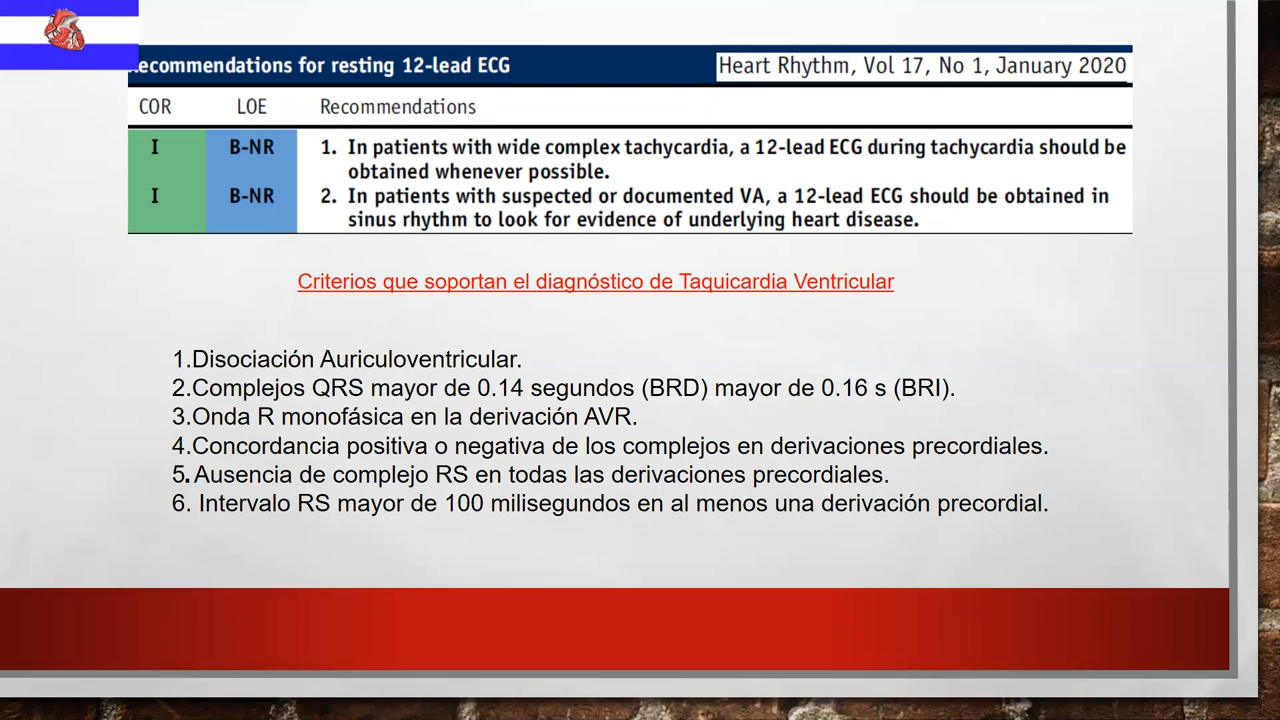 ecommendations for resting 12-lead ECG
Heart Rhythm, Vol 17, No 1, January 2020
COR LOE Recommendations
I B-NR 1. In patients with wide complex tachycardia, a 12-lead ECG during tachycardia should be
obtained whenever possible.
I B-NR 2. In patients with suspected or documented VA, a 12-lead ECG should be obtained in
sinus rhythm to look for evidence of underlying heart disease.
Criterios que soportan el diagnóstico de Taquicardia Ventricular
1.Disociación Auriculoventricular.
2.Complejos QRS mayor de 0.14 segundos (BRD) mayor de 0.16 s (BRI).
3.Onda R monofásica en la derivación AVR.
4.Concordancia positiva o negativa de los complejos en derivaciones precordiales.
5. Ausencia de complejo RS en todas las derivaciones precordiales.
6. Intervalo RS mayor de 100 milisegundos en al menos una derivación precordial.